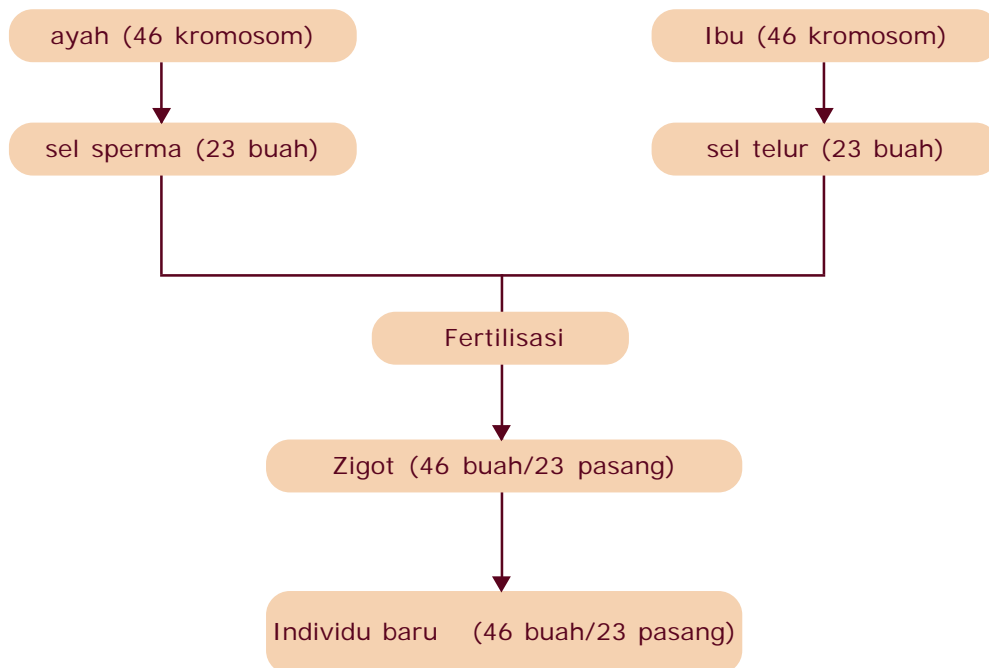 ayah (46 kromosom)
Ibu (46 kromosom)
sel sperma (23 buah)
sel telur (23 buah)
Fertilisasi
Zigot (46 buah/23 pasang)
Individu baru (46 buah/23 pasang)